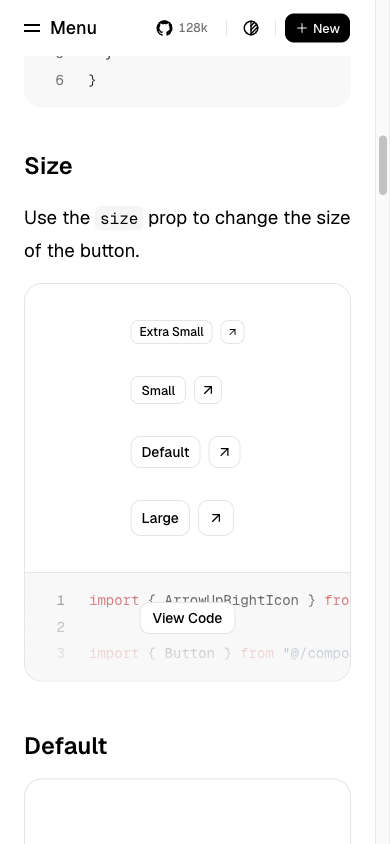 Menu 128k + New
6 }
Size
Use the size prop to change the size
of the button.
Extra Small
Small
Default
Large
1 import { ArrowUpRightIcon } fro
2
View Code
3 import { Button } from "@/compo
Default